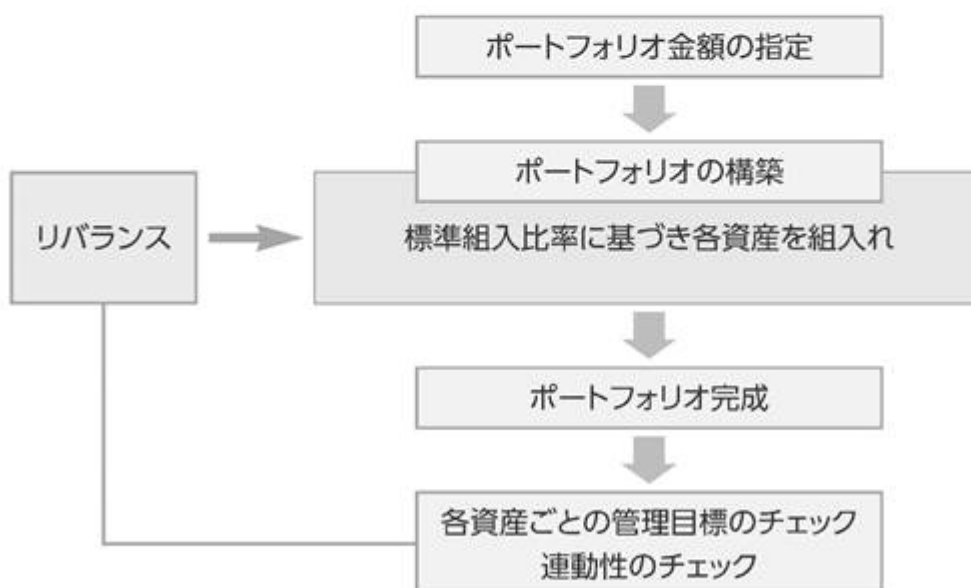 ポートフォリオ金額の指定
ポートフォリオの構築
リバランス
標準組入比率に基づき各資産を組入れ
ポートフォリオ完成
各資産ごとの管理目標のチェック
連動性のチェック